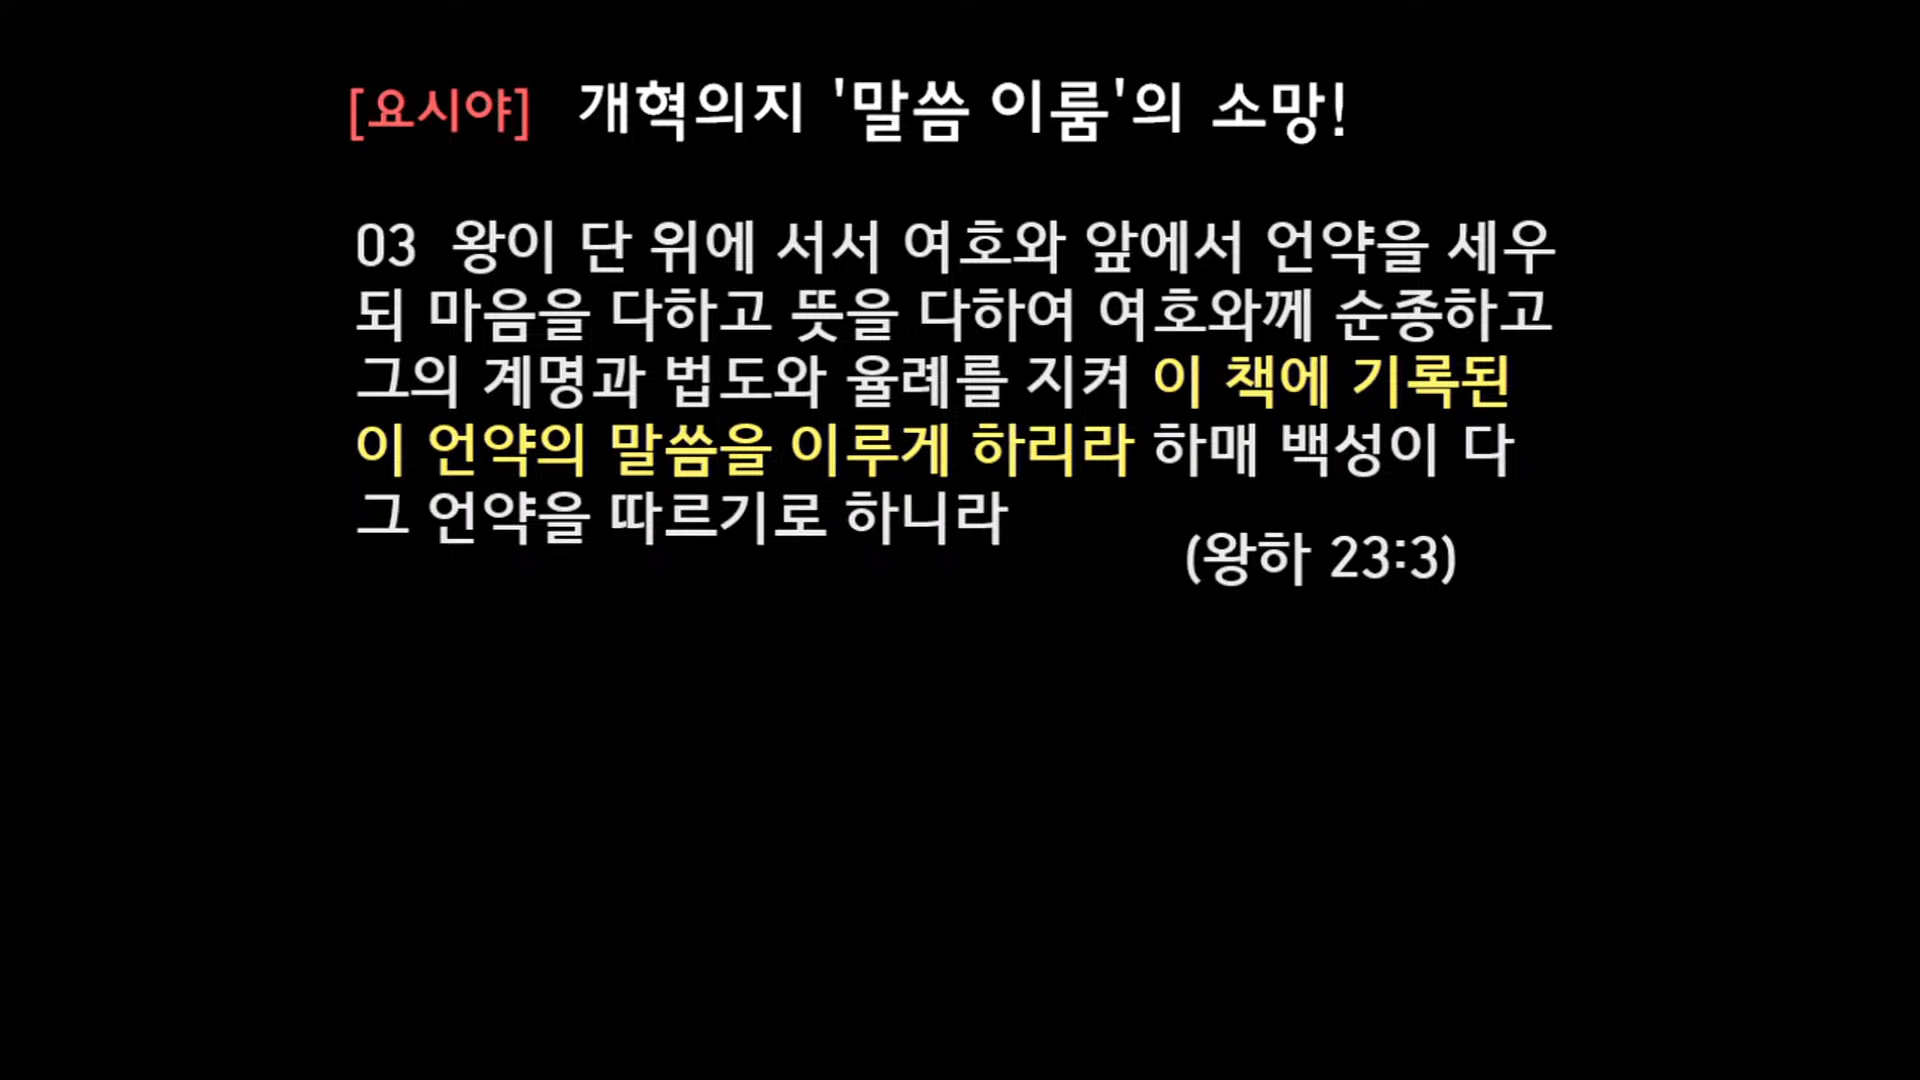 [요시야] 개혁의지 '말씀 이룸'의 소망!
03 왕이 단 위에 서서 여호와 앞에서 언약을 세우
되 마음을 다하고 뜻을 다하여 여호와께 순종하고
그의 계명과 법도와 율례를 지켜 이 책에 기록된
이 언약의 말씀을 이루게 하리라 하매 백성이 다
그 언약을 따르기로 하니라
(왕하 23:3)